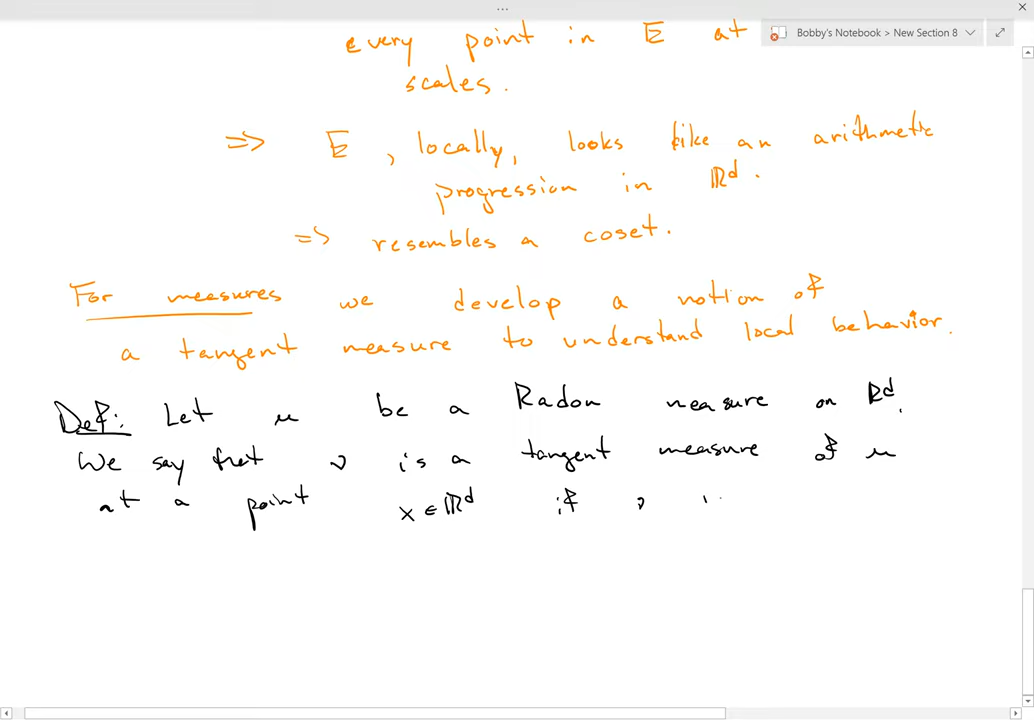 ...
Bobby's Notebook > New Section 8
every point in E at
scales.
=> E, locally, looks like an arithmetic
progression in ℝᵈ.
=> resembles a coset.
For measures we develop a notion of
a tangent measure to understand local behavior.
Def: Let μ be a Radon measure on ℝᵈ.
We say that ν is a tangent measure of μ
at a point x ∈ ℝᵈ if ν